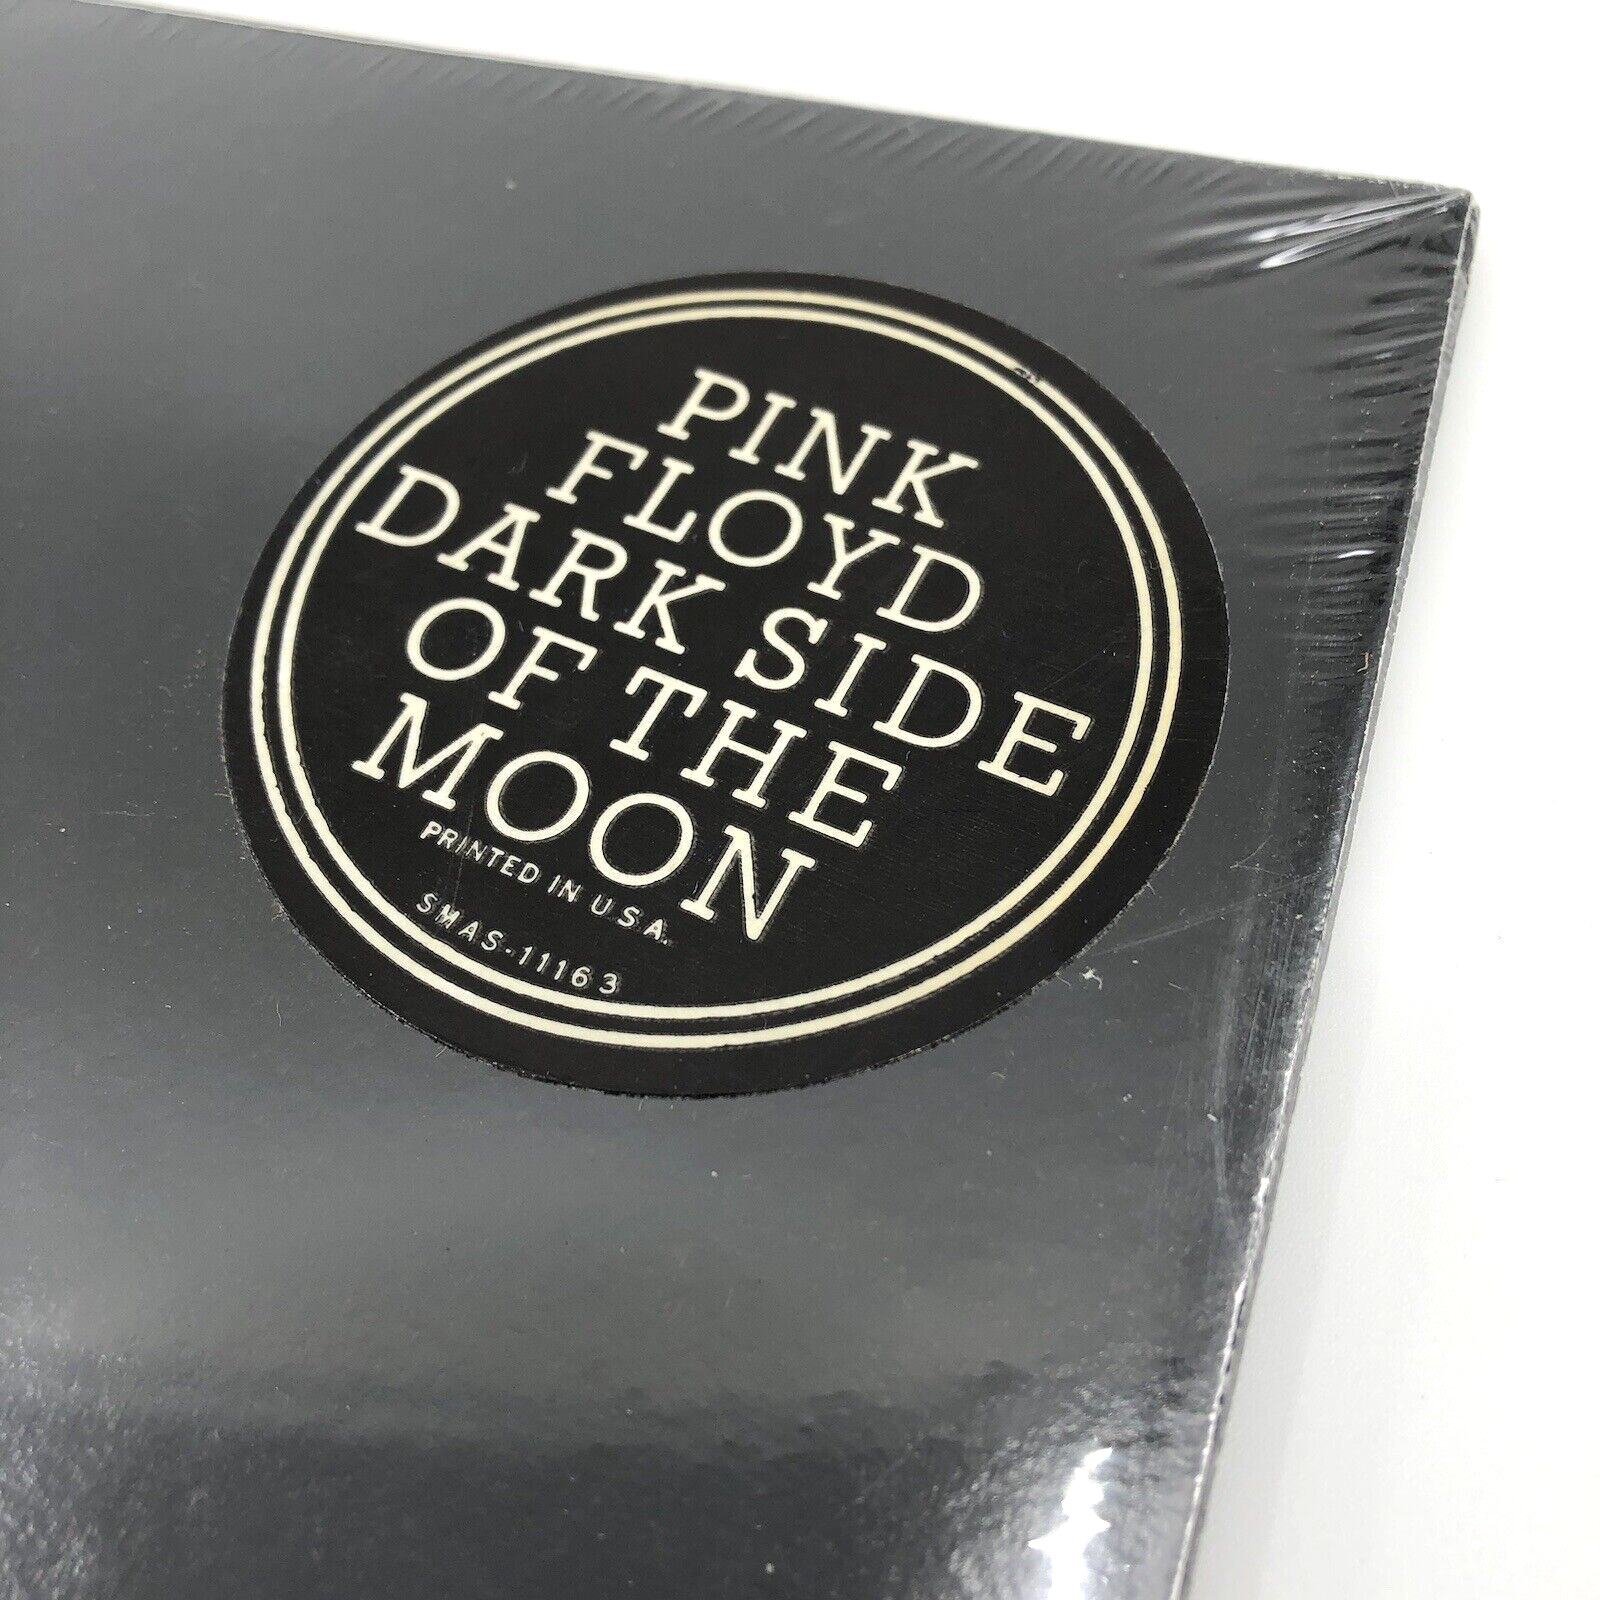 PINK
FLOYD
DARK SIDE
OF THE
MOON
PRINTED IN U.S.A.
SMAS-11163